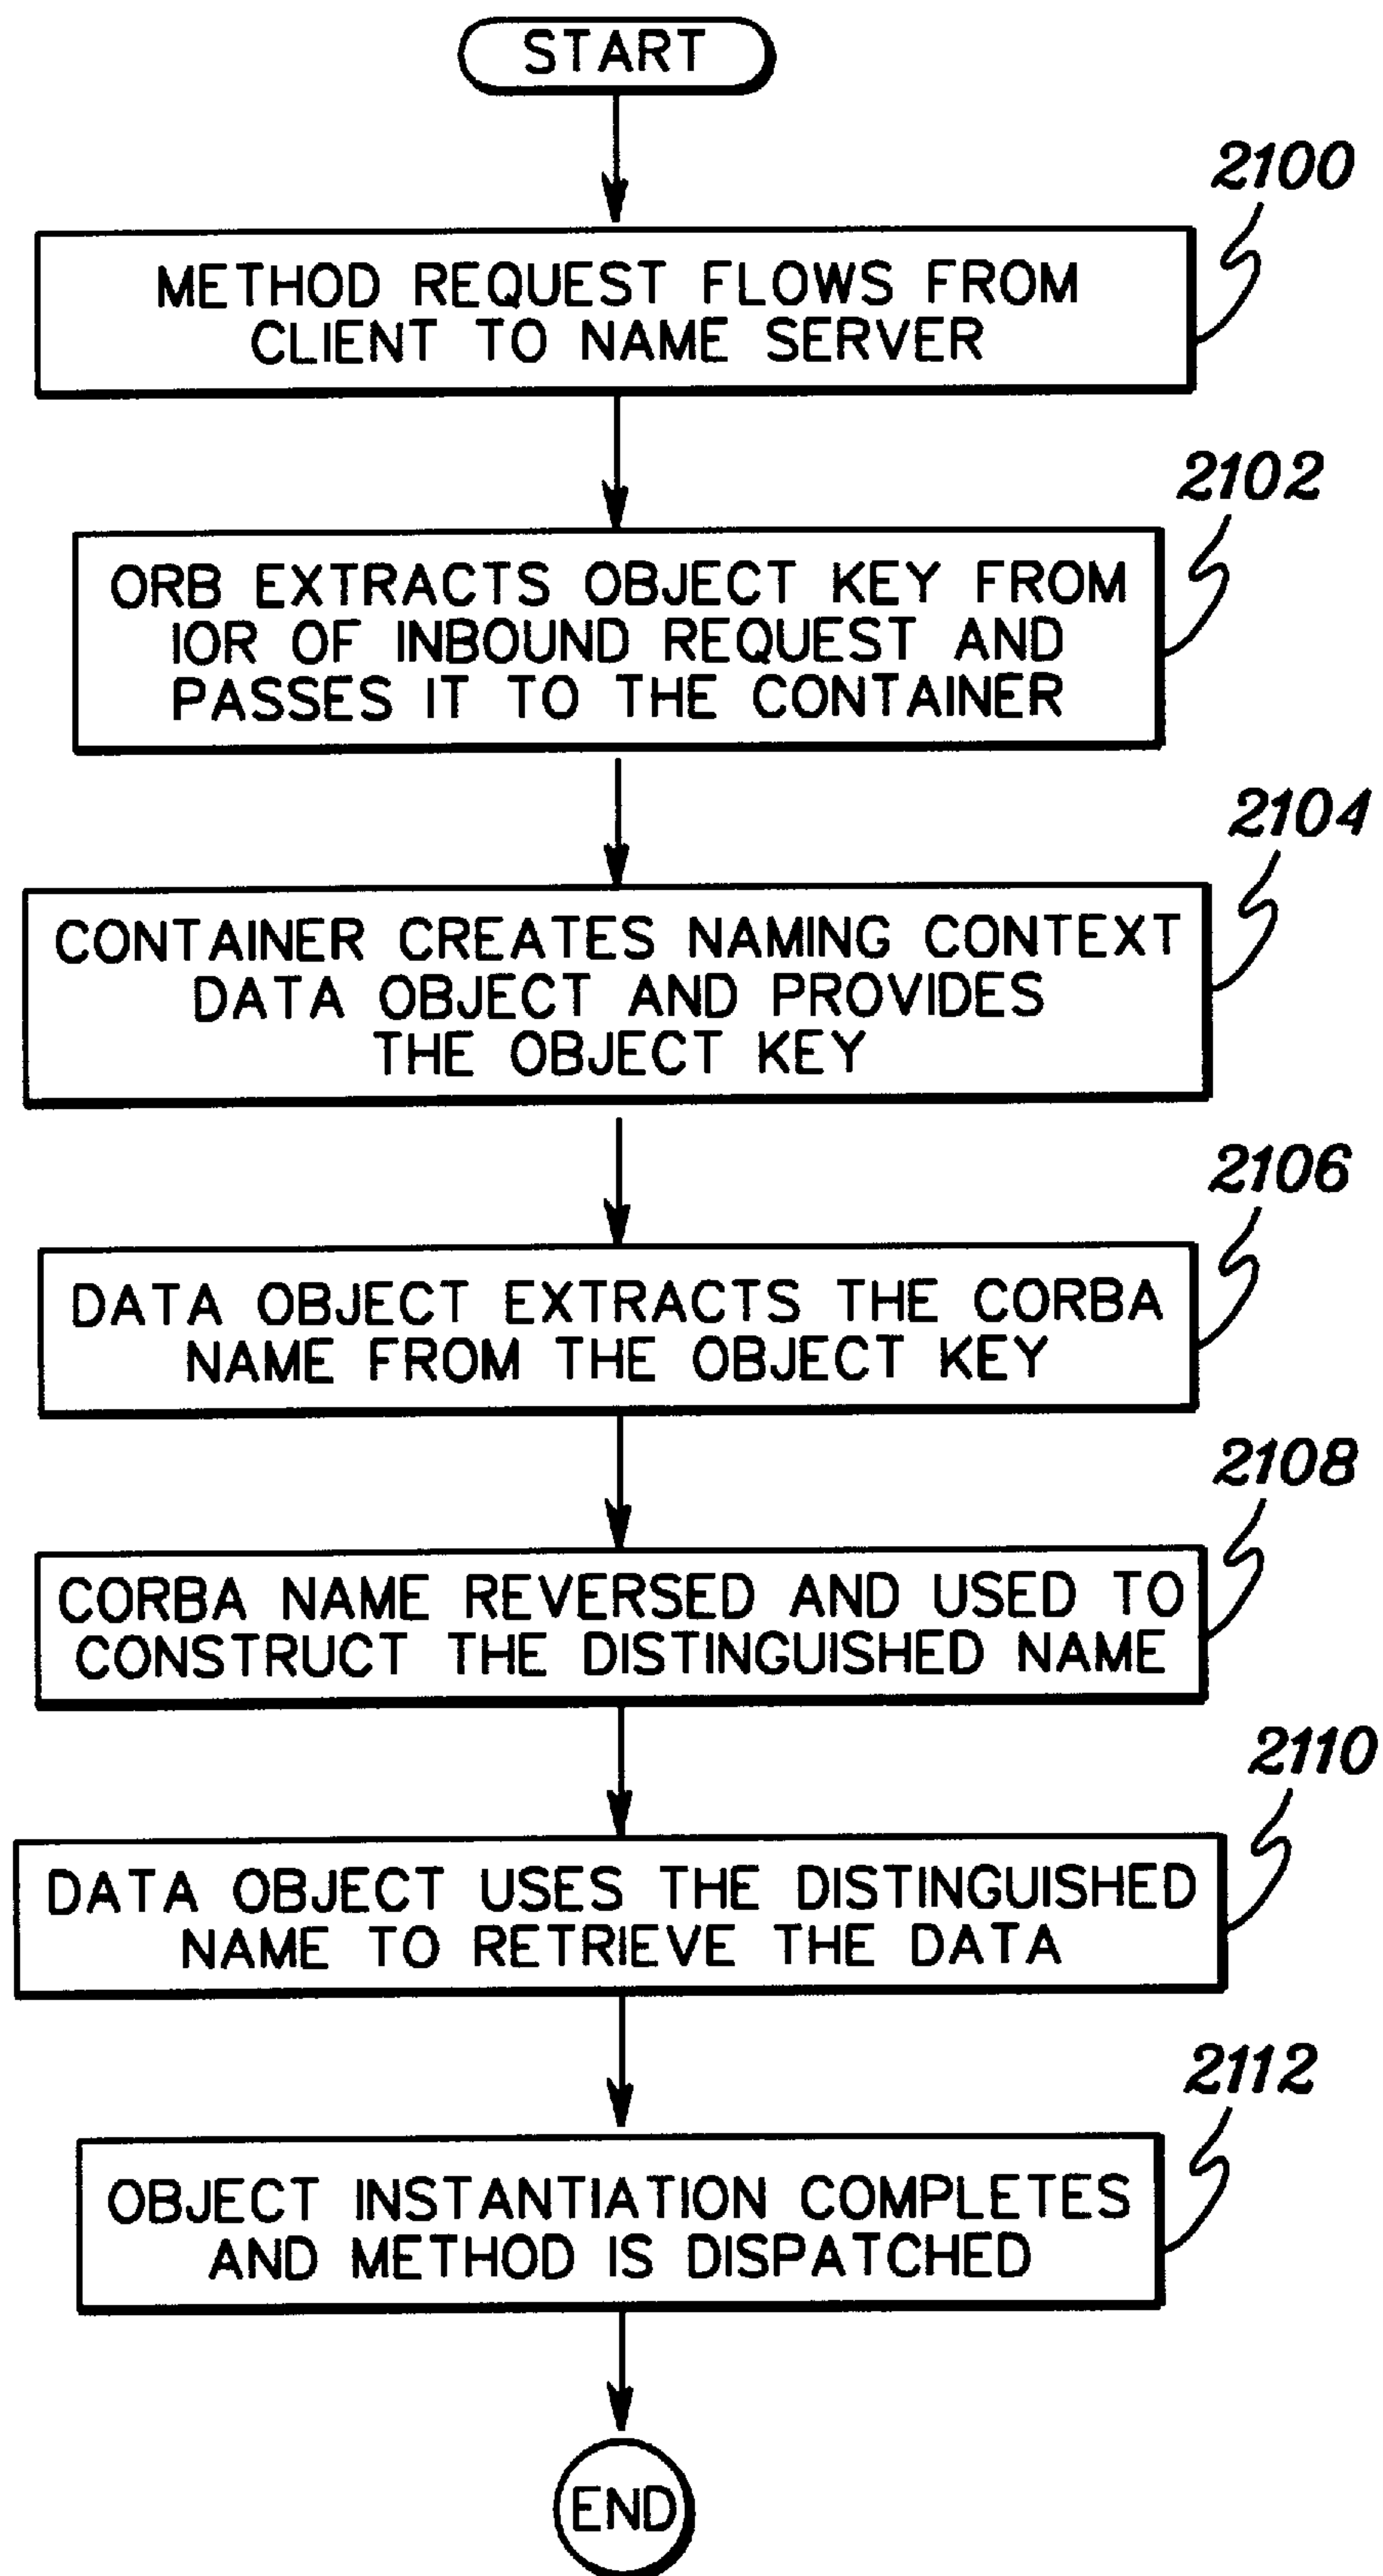 START
2100
METHOD REQUEST FLOWS FROM
CLIENT TO NAME SERVER
2102
ORB EXTRACTS OBJECT KEY FROM
IOR OF INBOUND REQUEST AND
PASSES IT TO THE CONTAINER
2104
CONTAINER CREATES NAMING CONTEXT
DATA OBJECT AND PROVIDES
THE OBJECT KEY
2106
DATA OBJECT EXTRACTS THE CORBA
NAME FROM THE OBJECT KEY
2108
CORBA NAME REVERSED AND USED TO
CONSTRUCT THE DISTINGUISHED NAME
2110
DATA OBJECT USES THE DISTINGUISHED
NAME TO RETRIEVE THE DATA
2112
OBJECT INSTANTIATION COMPLETES
AND METHOD IS DISPATCHED
END